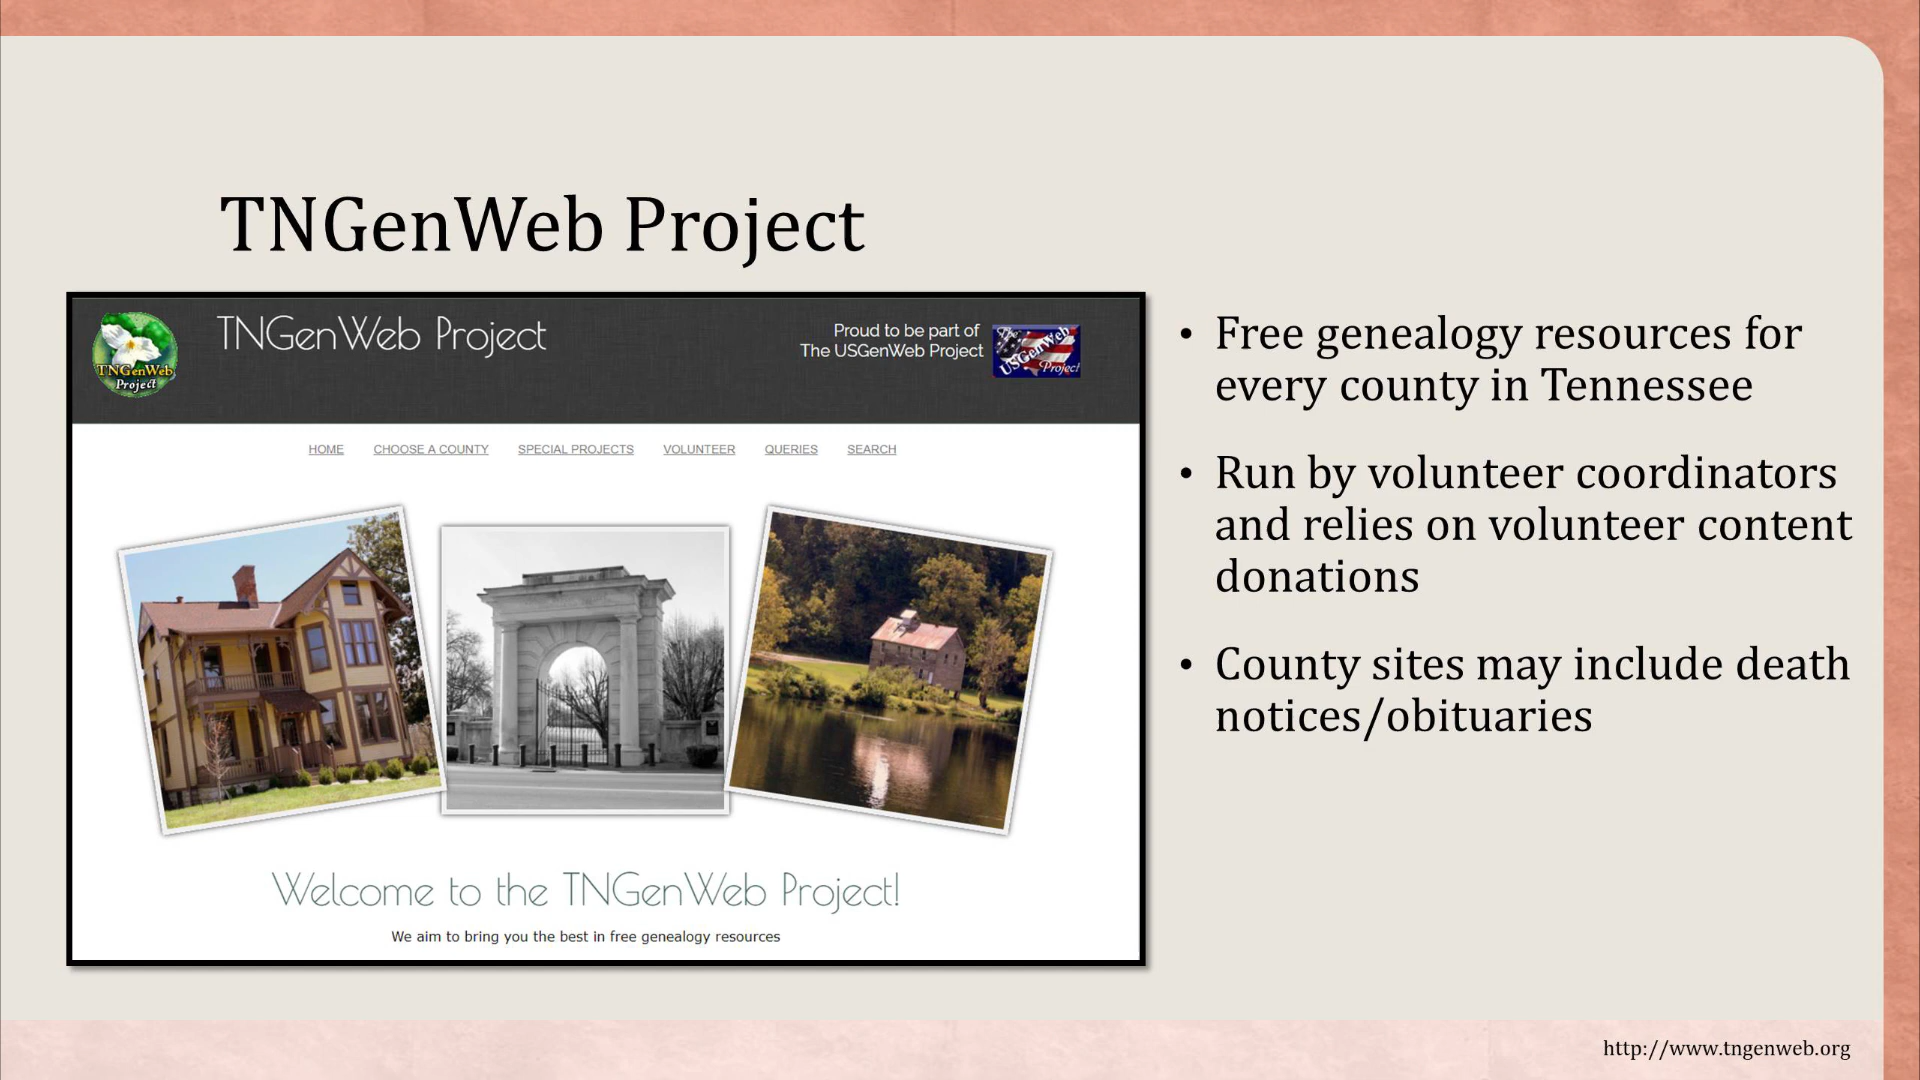 TNGenWeb Project
TNGenWeb
Project
TNGenWeb Project
Proud to be part of
The USGenWeb Project
The
USGenWeb
Project
HOME CHOOSE A COUNTY SPECIAL PROJECTS VOLUNTEER QUERIES SEARCH
Welcome to the TNGenWeb Project!
We aim to bring you the best in free genealogy resources
• Free genealogy resources for
every county in Tennessee
• Run by volunteer coordinators
and relies on volunteer content
donations
• County sites may include death
notices/obituaries
http://www.tngenweb.org